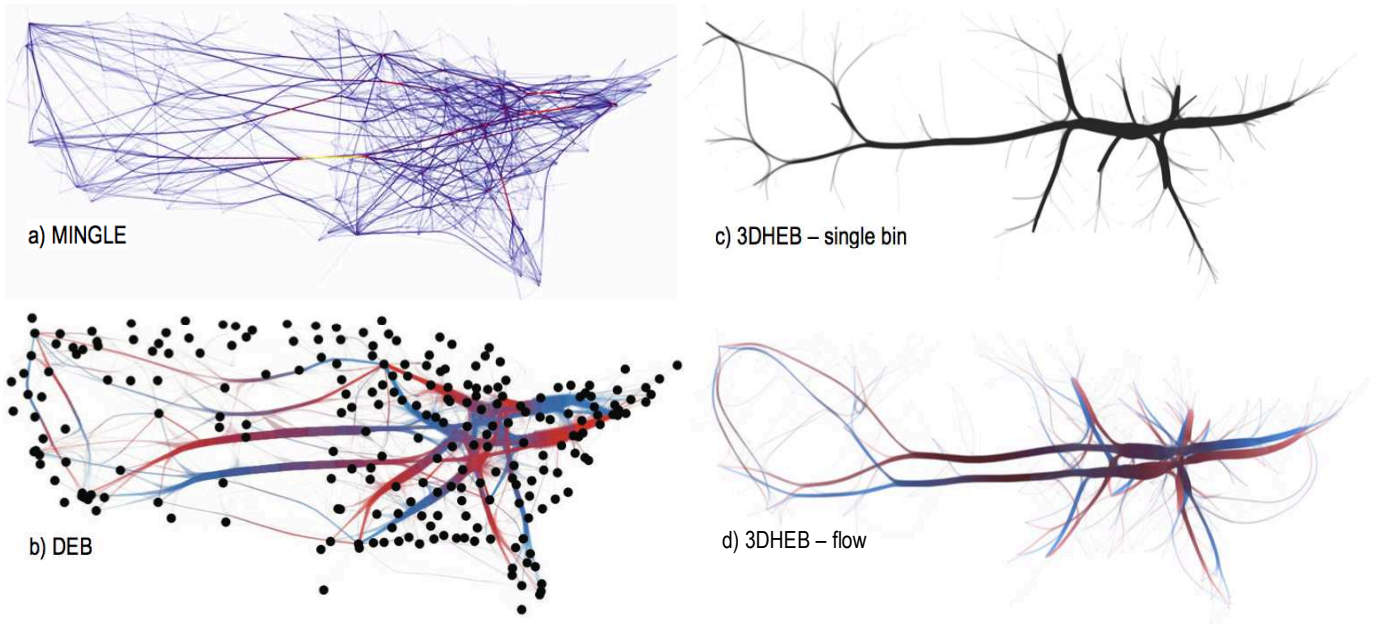 a) MINGLE
b) DEB
c) 3DHEB – single bin
d) 3DHEB – flow